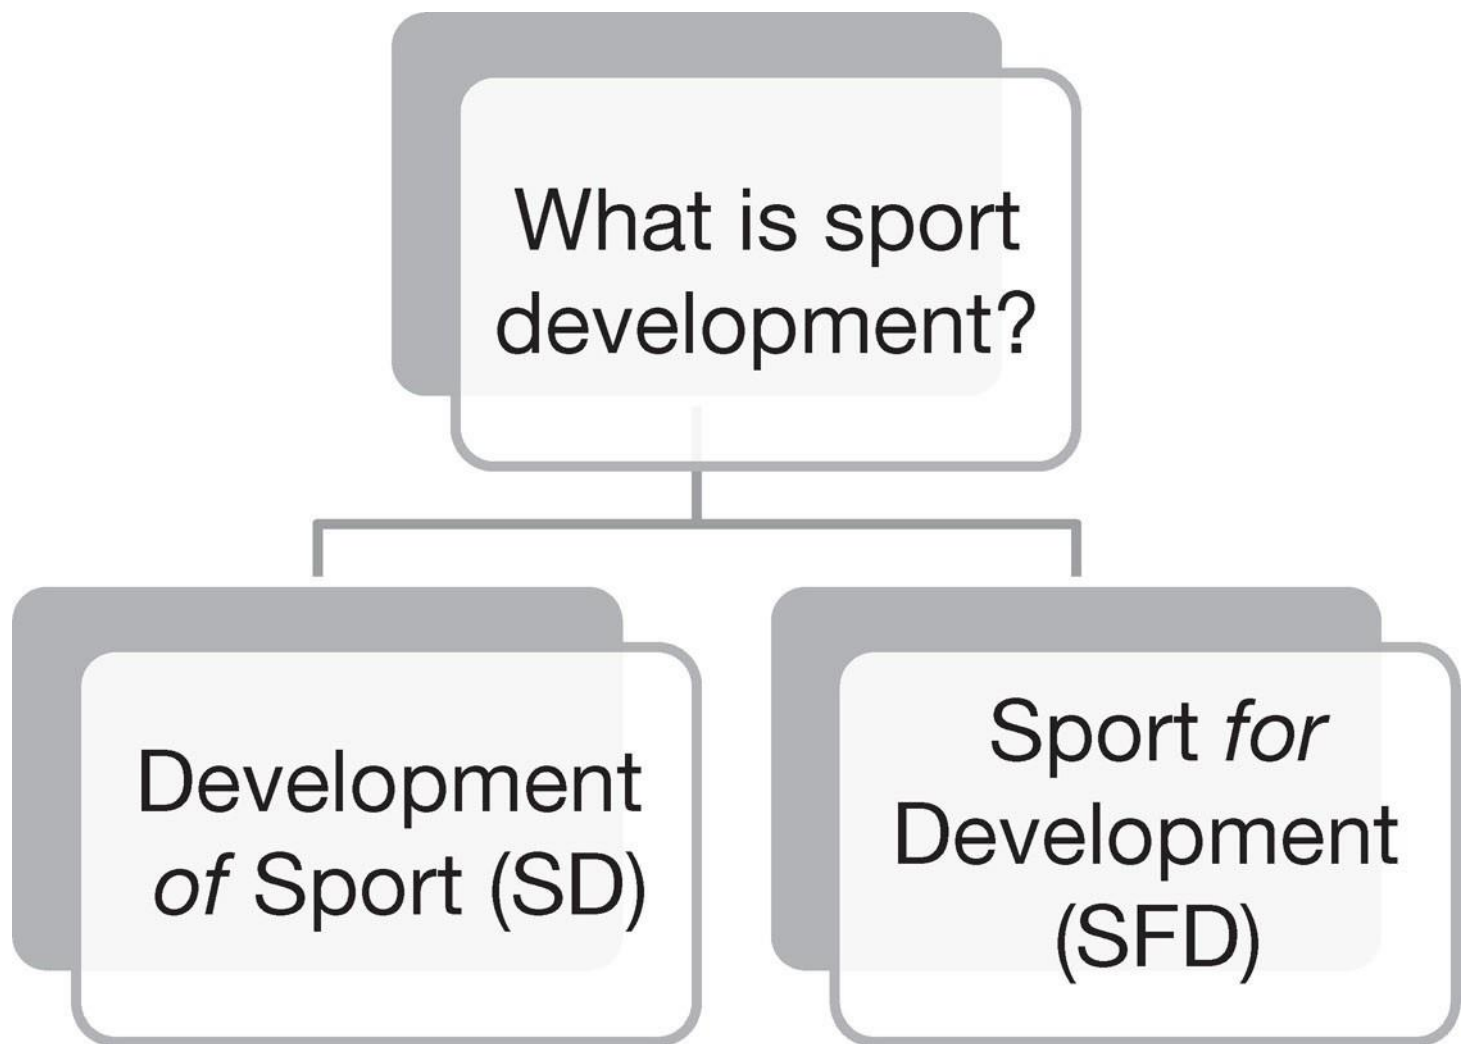 What is sport
development?
Development
of Sport (SD)
Sport for
Development
(SFD)